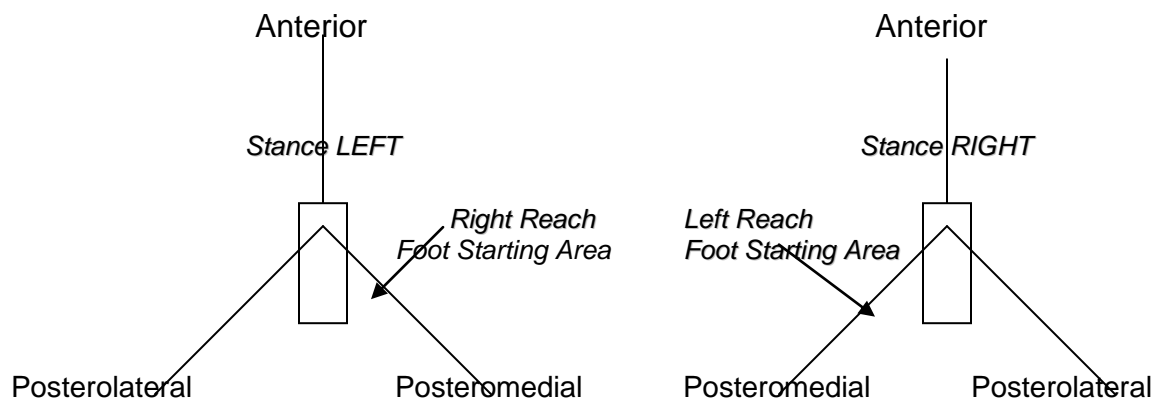 Anterior
Stance LEFT
Right Reach
Foot Starting Area
Posterolateral
Posteromedial
Anterior
Stance RIGHT
Left Reach
Foot Starting Area
Posteromedial
Posterolateral